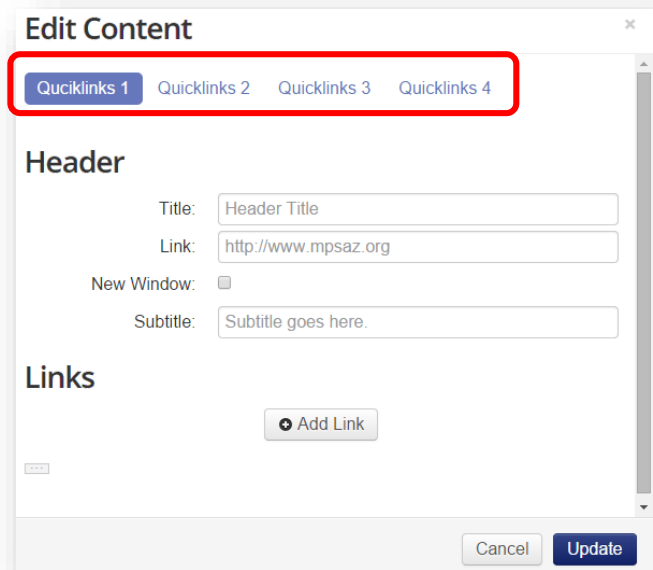 Edit Content
×
Quciklinks 1 Quicklinks 2 Quicklinks 3 Quicklinks 4
Header
Title: Header Title
Link: http://www.mpsaz.org
New Window:
Subtitle: Subtitle goes here.
Links
Add Link
...
Cancel Update